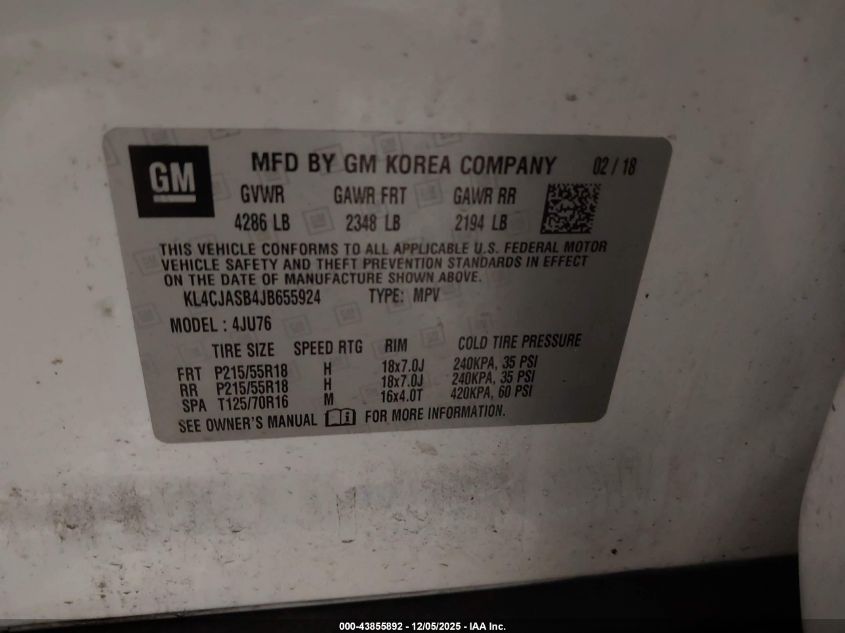 GM
MFD BY GM KOREA COMPANY 02 / 18
GVWR GAWR FRT GAWR RR
4286 LB 2348 LB 2194 LB
THIS VEHICLE CONFORMS TO ALL APPLICABLE U.S. FEDERAL MOTOR
VEHICLE SAFETY AND THEFT PREVENTION STANDARDS IN EFFECT
ON THE DATE OF MANUFACTURE SHOWN ABOVE.
KL4CJASB4JB655924 TYPE: MPV
MODEL : 4JU76
TIRE SIZE SPEED RTG RIM COLD TIRE PRESSURE
FRT P215/55R18 H 18x7.0J 240KPA, 35 PSI
RR P215/55R18 H 18x7.0J 240KPA, 35 PSI
SPA T125/70R16 M 16x4.0T 420KPA, 60 PSI
SEE OWNER'S MANUAL FOR MORE INFORMATION.
000-43855892 - 12/05/2025 - IAA Inc.